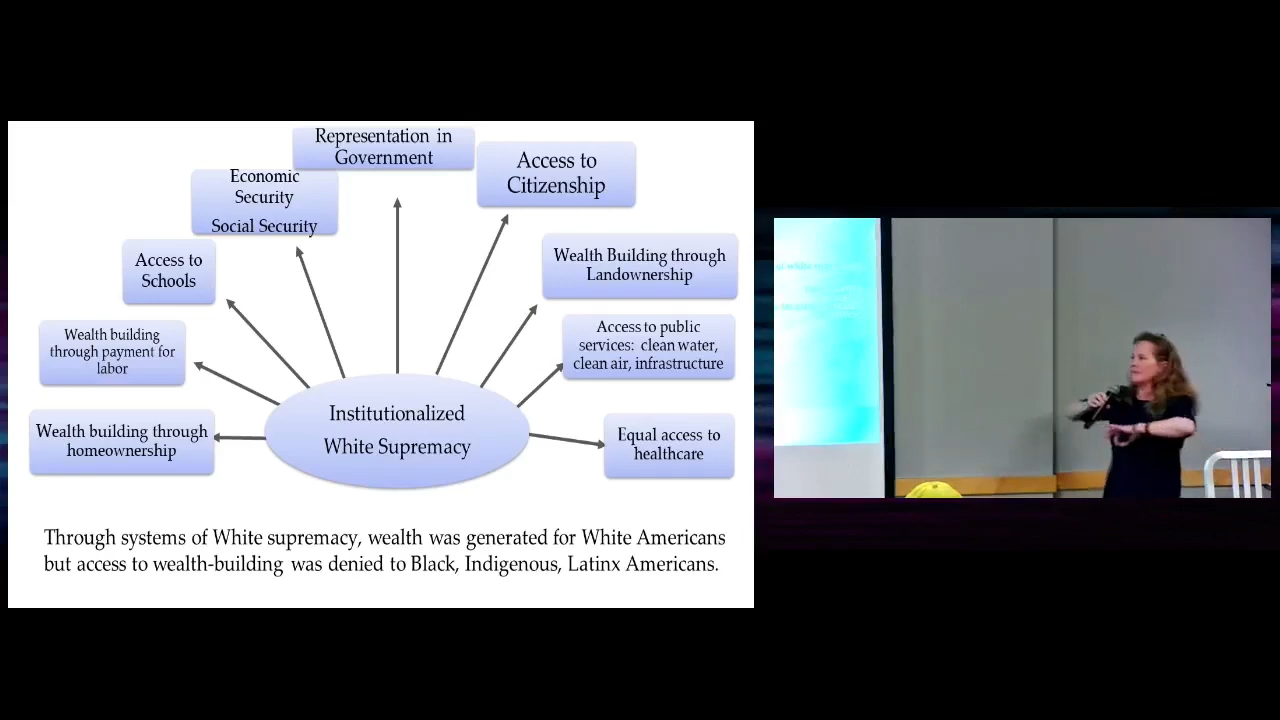 Representation in
Government
Access to
Citizenship
Economic
Security
Social Security
Access to
Schools
Wealth Building through
Landownership
Wealth building
through payment for
labor
Access to public
services: clean water,
clean air, infrastructure
Wealth building through
homeownership
Institutionalized
White Supremacy
Equal access to
healthcare
Through systems of White supremacy, wealth was generated for White Americans
but access to wealth-building was denied to Black, Indigenous, Latinx Americans.